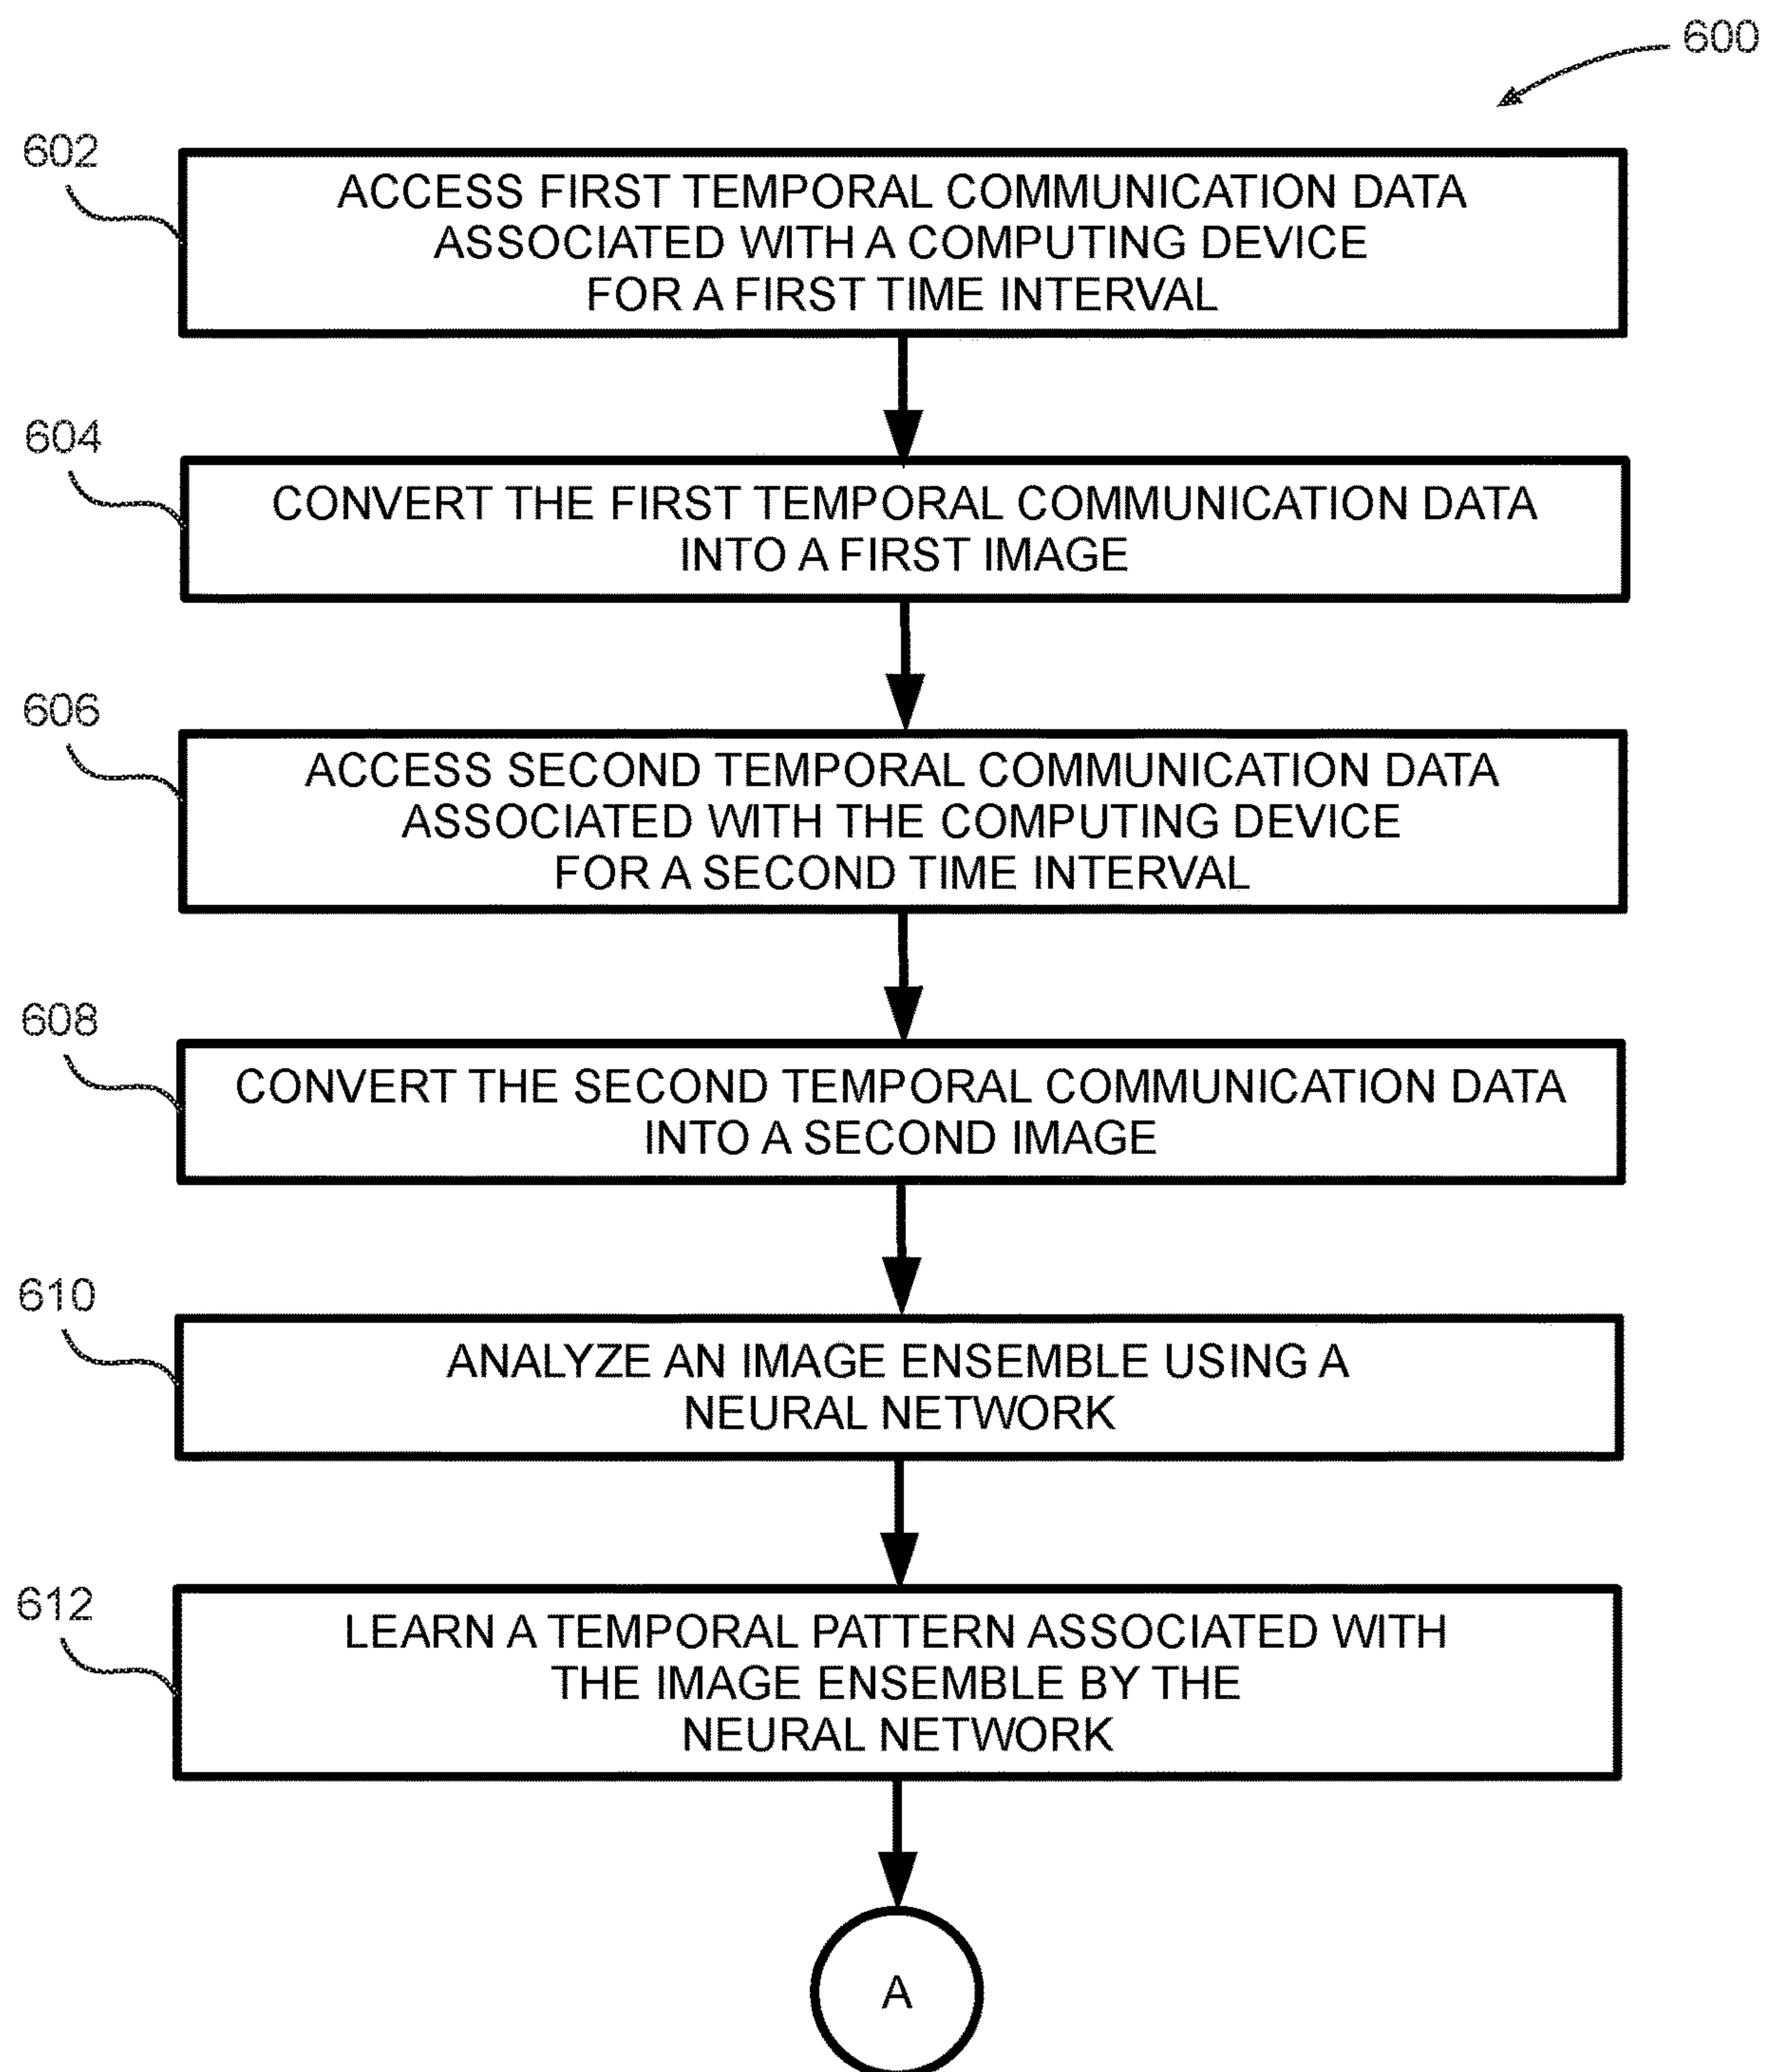 600
602
ACCESS FIRST TEMPORAL COMMUNICATION DATA
ASSOCIATED WITH A COMPUTING DEVICE
FOR A FIRST TIME INTERVAL
604
CONVERT THE FIRST TEMPORAL COMMUNICATION DATA
INTO A FIRST IMAGE
606
ACCESS SECOND TEMPORAL COMMUNICATION DATA
ASSOCIATED WITH THE COMPUTING DEVICE
FOR A SECOND TIME INTERVAL
608
CONVERT THE SECOND TEMPORAL COMMUNICATION DATA
INTO A SECOND IMAGE
610
ANALYZE AN IMAGE ENSEMBLE USING A
NEURAL NETWORK
612
LEARN A TEMPORAL PATTERN ASSOCIATED WITH
THE IMAGE ENSEMBLE BY THE
NEURAL NETWORK
A